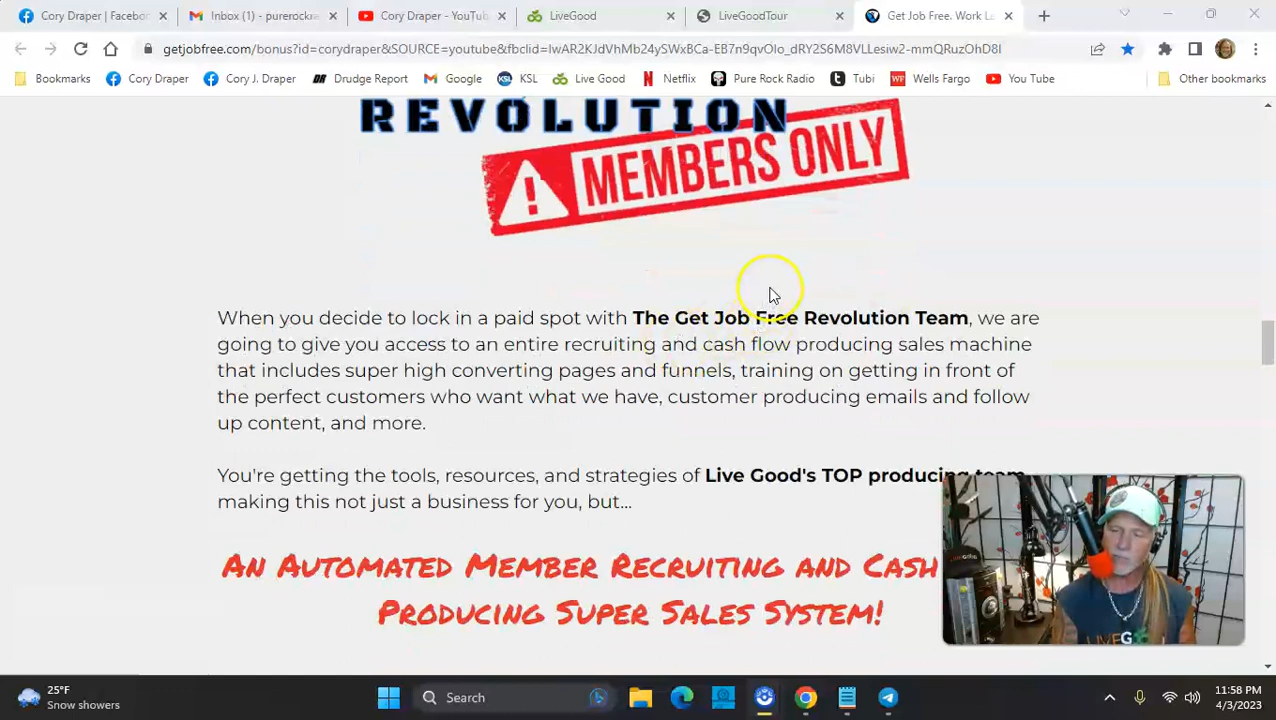 Cory Draper | Facebo
Inbox (1) - purerockra
Cory Draper - YouTub
LiveGood
LiveGoodTour
Get Job Free. Work Le
getjobfree.com/bonus?id=corydraper&SOURCE=youtube&fbclid=IwAR2KJdVhMb24ySWxBCa-EB7n9qvOlo_dRY2S6M8VLLesiw2-mmQRuzOhD8I
Bookmarks
Cory Draper
Cory J. Draper
Drudge Report
Google
KSL
Live Good
Netflix
Pure Rock Radio
Tubi
Wells Fargo
You Tube
Other bookmarks
REVOLUTION
MEMBERS ONLY
When you decide to lock in a paid spot with The Get Job Free Revolution Team, we are
going to give you access to an entire recruiting and cash flow producing sales machine
that includes super high converting pages and funnels, training on getting in front of
the perfect customers who want what we have, customer producing emails and follow
up content, and more.
You're getting the tools, resources, and strategies of Live Good's TOP producing team
making this not just a business for you, but...
An Automated Member Recruiting and Cash
Producing Super Sales System!
25°F
Snow showers
Search
11:58 PM
4/3/2023